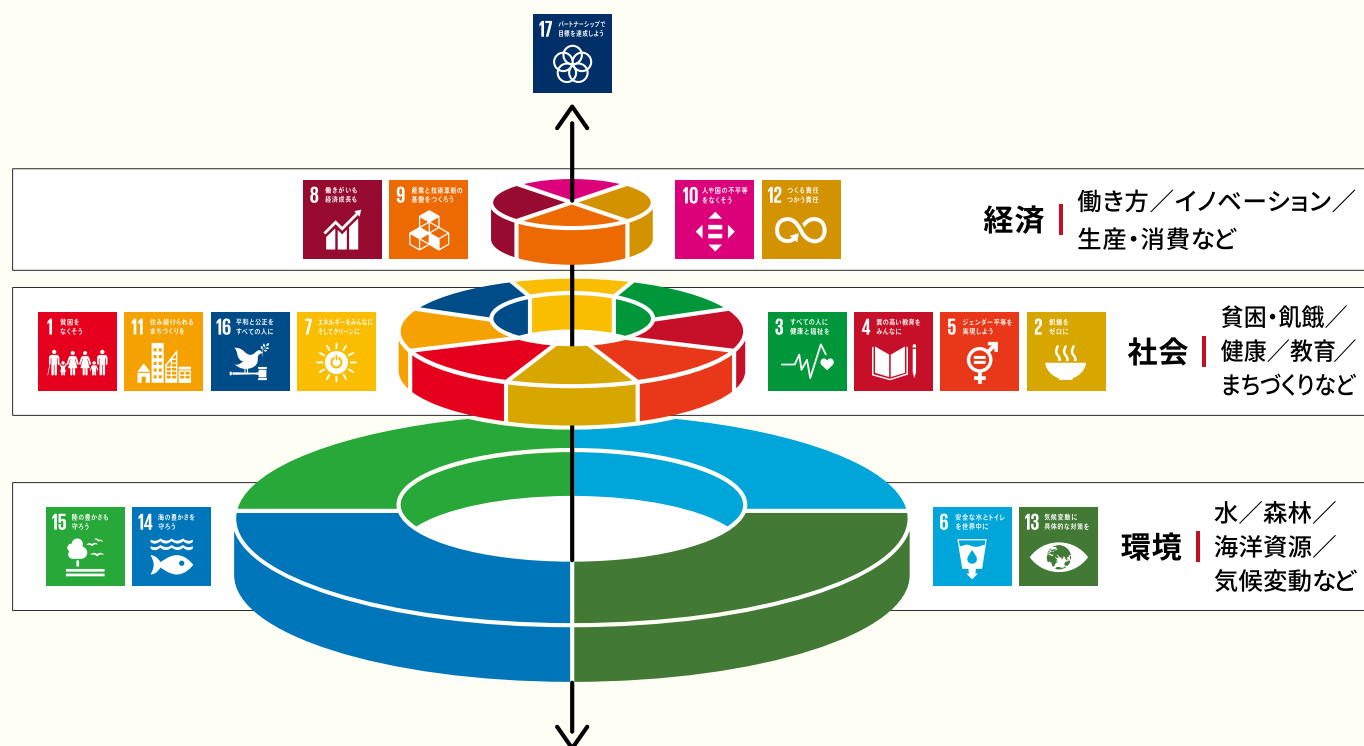 17 パートナーシップで
目標を達成しよう
8 働きがいも
経済成長も
9 産業と技術革新の
基盤をつくろう
10 人や国の不平等
をなくそう
12 つくる責任
つかう責任
経済
働き方／イノベーション／
生産・消費など
1 貧困を
なくそう
11 住み続けられる
まちづくりを
16 平和と公正を
すべての人に
7 エネルギーをみんなに
そしてクリーンに
3 すべての人に
健康と福祉を
4 質の高い教育を
みんなに
5 ジェンダー平等を
実現しよう
2 飢餓を
ゼロに
社会
貧困・飢餓／
健康／教育／
まちづくりなど
15 陸の豊かさも
守ろう
14 海の豊かさを
守ろう
6 安全な水とトイレ
を世界中に
13 気候変動に
具体的な対策を
環境
水／森林／
海洋資源／
気候変動など